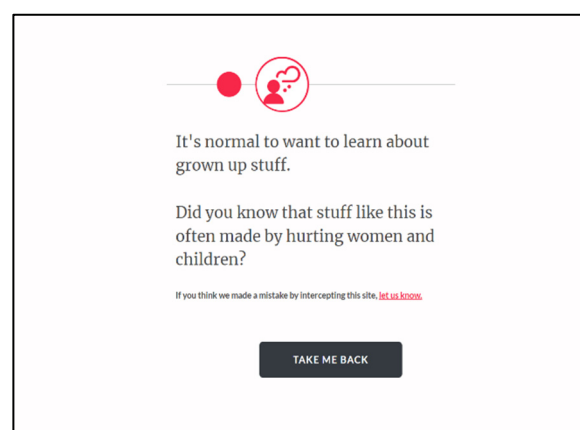 It's normal to want to learn about
grown up stuff.
Did you know that stuff like this is
often made by hurting women and
children?
If you think we made a mistake by intercepting this site, let us know.
TAKE ME BACK